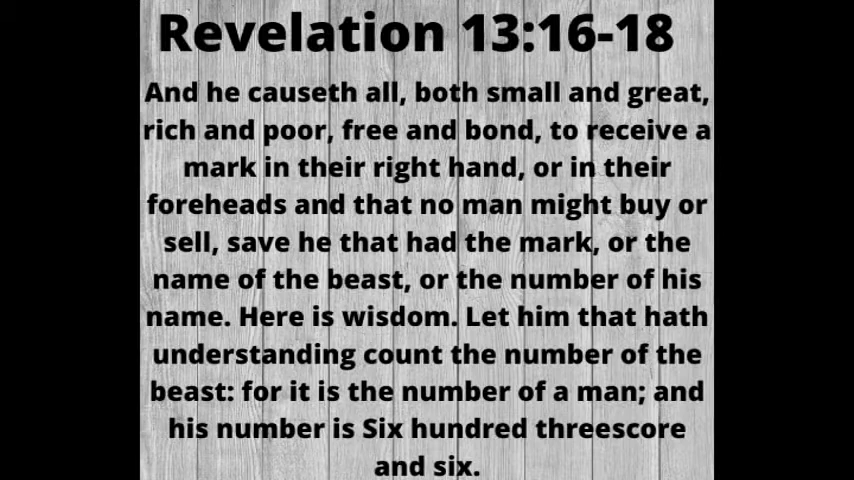 Revelation 13:16-18
And he causeth all, both small and great,
rich and poor, free and bond, to receive a
mark in their right hand, or in their
foreheads and that no man might buy or
sell, save he that had the mark, or the
name of the beast, or the number of his
name. Here is wisdom. Let him that hath
understanding count the number of the
beast: for it is the number of a man; and
his number is Six hundred threescore
and six.